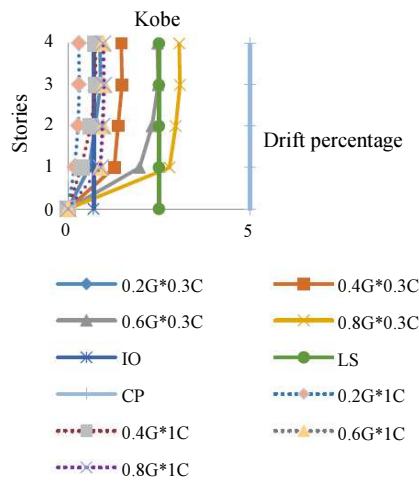 Kobe
4
3
2
1
0
Stories
0
5
Drift percentage
0.2G*0.3C
0.4G*0.3C
0.6G*0.3C
0.8G*0.3C
IO
LS
CP
0.2G*1C
0.4G*1C
0.6G*1C
0.8G*1C